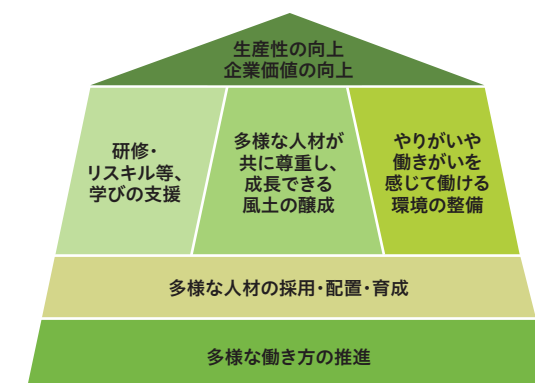 生産性の向上
企業価値の向上
研修・
リスキル等、
学びの支援
多様な人材が
共に尊重し、
成長できる
風土の醸成
やりがいや
働きがいを
感じて働ける
環境の整備
多様な人材の採用・配置・育成
多様な働き方の推進